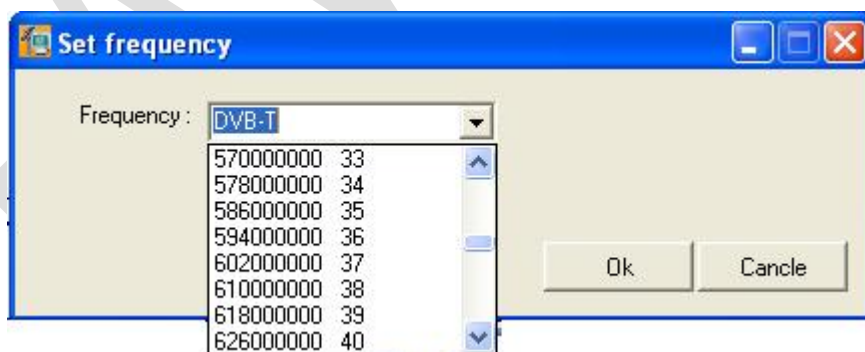 Set frequency
Frequency : DVB-T
570000000 33
578000000 34
586000000 35
594000000 36
602000000 37
610000000 38
618000000 39
626000000 40
Ok Cancle